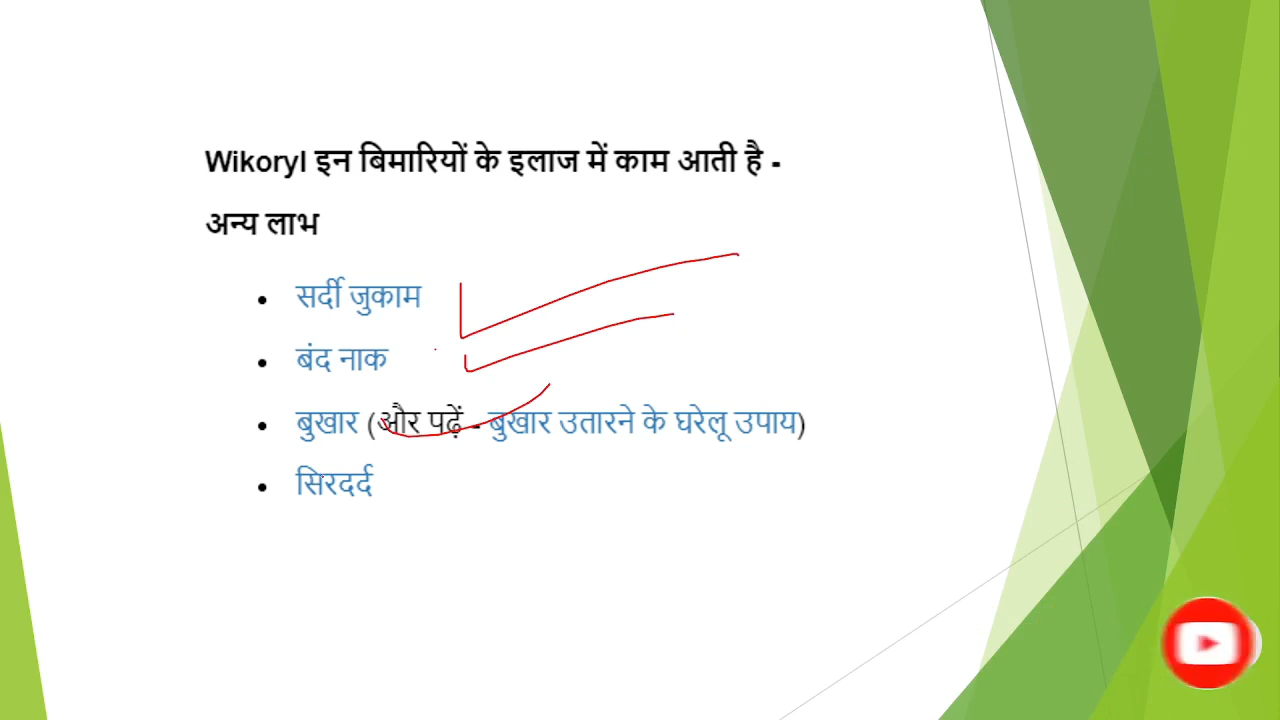 Wikoryl इन बिमारियों के इलाज में काम आती है -
अन्य लाभ
• सर्दी जुकाम
• बंद नाक
• बुखार (और पढ़ें - बुखार उतारने के घरेलू उपाय)
• सिरदर्द